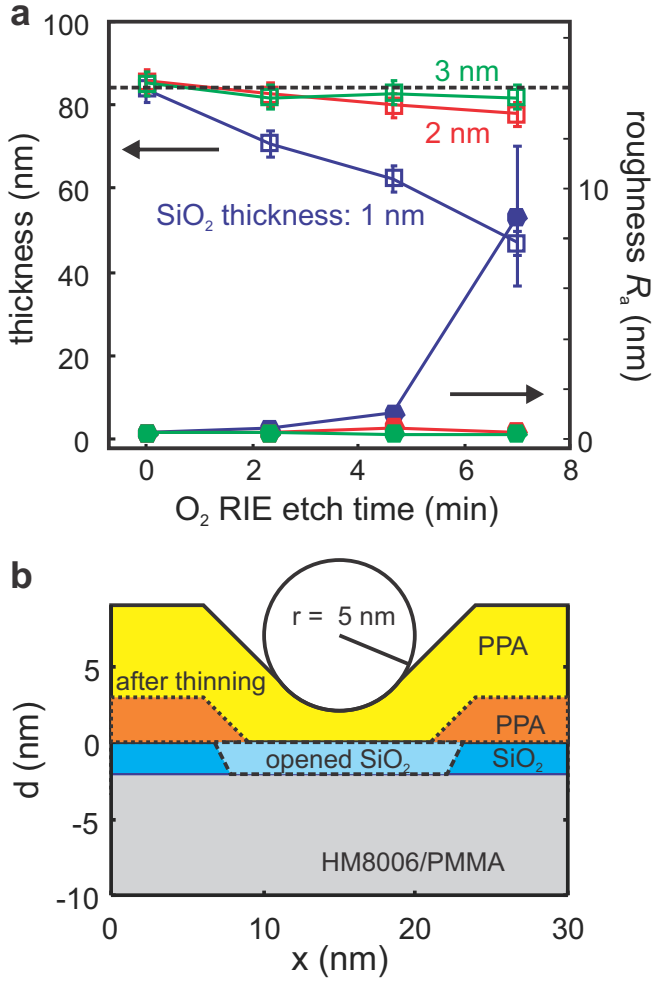 a
100
80
60
40
20
0
thickness (nm)
3 nm
2 nm
SiO₂ thickness: 1 nm
10
0
roughness Rₐ (nm)
0 2 4 6 8
O₂ RIE etch time (min)
b
r = 5 nm
PPA
after thinning
PPA
opened SiO₂
SiO₂
HM8006/PMMA
5
0
-5
-10
d (nm)
0 10 20 30
x (nm)